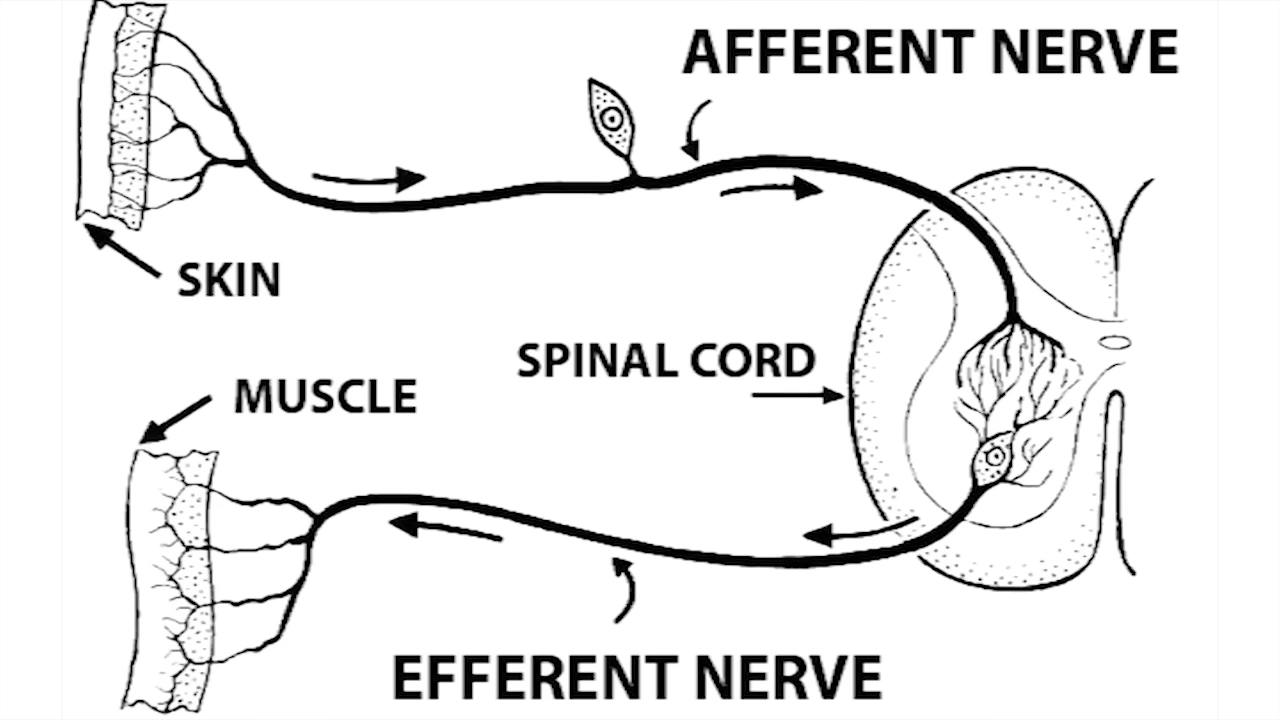 AFFERENT NERVE
SKIN
SPINAL CORD
MUSCLE
EFFERENT NERVE